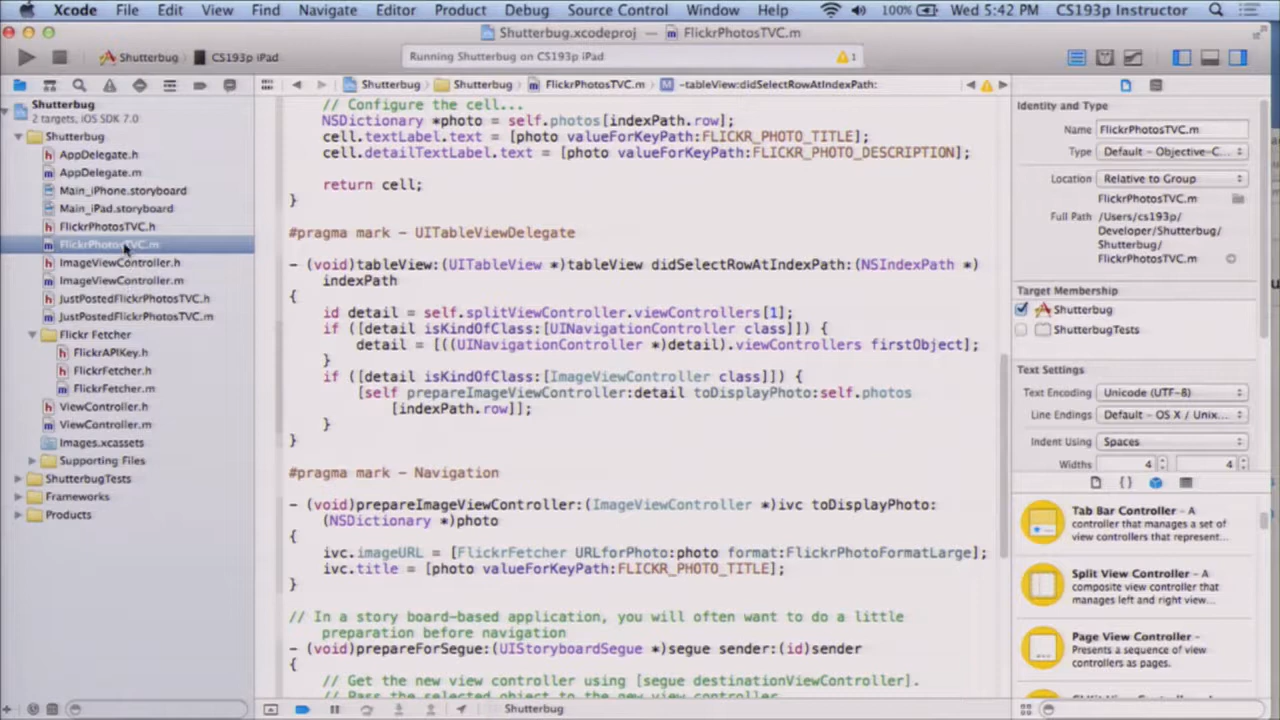 Xcode File Edit View Find Navigate Editor Product Debug Source Control Window Help 100% Wed 5:42 PM CS193p Instructor
Shutterbug.xcodeproj — FlickrPhotosTVC.m
Shutterbug CS193p iPad Running Shutterbug on CS193p iPad 1
Shutterbug Shutterbug FlickrPhotosTVC.m -tableView:didSelectRowAtIndexPath:
Shutterbug
2 targets, iOS SDK 7.0
Shutterbug
AppDelegate.h
AppDelegate.m
Main_iPhone.storyboard
Main_iPad.storyboard
FlickrPhotosTVC.h
FlickrPhotosTVC.m
ImageViewController.h
ImageViewController.m
JustPostedFlickrPhotosTVC.h
JustPostedFlickrPhotosTVC.m
Flickr Fetcher
FlickrAPIKey.h
FlickrFetcher.h
FlickrFetcher.m
ViewController.h
ViewController.m
Images.xcassets
Supporting Files
ShutterbugTests
Frameworks
Products
// Configure the cell...
NSDictionary *photo = self.photos[indexPath.row];
cell.textLabel.text = [photo valueForKeyPath:FLICKR_PHOTO_TITLE];
cell.detailTextLabel.text = [photo valueForKeyPath:FLICKR_PHOTO_DESCRIPTION];
return cell;
}
#pragma mark - UITableViewDelegate
- (void)tableView:(UITableView *)tableView didSelectRowAtIndexPath:(NSIndexPath *)
indexPath
{
id detail = self.splitViewController.viewControllers[1];
if ([detail isKindOfClass:[UINavigationController class]]) {
detail = [((UINavigationController *)detail).viewControllers firstObject];
}
if ([detail isKindOfClass:[ImageViewController class]]) {
[self prepareImageViewController:detail toDisplayPhoto:self.photos
[indexPath.row]];
}
}
#pragma mark - Navigation
- (void)prepareImageViewController:(ImageViewController *)ivc toDisplayPhoto:
(NSDictionary *)photo
{
ivc.imageURL = [FlickrFetcher URLforPhoto:photo format:FlickrPhotoFormatLarge];
ivc.title = [photo valueForKeyPath:FLICKR_PHOTO_TITLE];
}
// In a story board-based application, you will often want to do a little
preparation before navigation
- (void)prepareForSegue:(UIStoryboardSegue *)segue sender:(id)sender
{
// Get the new view controller using [segue destinationViewController].
// Pass the selected object to the new view controller
Shutterbug
Identity and Type
Name FlickrPhotosTVC.m
Type Default - Objective-C...
Location Relative to Group
FlickrPhotosTVC.m
Full Path /Users/cs193p/
Developer/Shutterbug/
Shutterbug/
FlickrPhotosTVC.m
Target Membership
Shutterbug
ShutterbugTests
Text Settings
Text Encoding Unicode (UTF-8)
Line Endings Default - OS X / Unix...
Indent Using Spaces
Widths 4 4
{ }
Tab Bar Controller - A
controller that manages a set of
view controllers that represent...
Split View Controller - A
composite view controller that
manages left and right view...
Page View Controller -
Presents a sequence of view
controllers as pages.